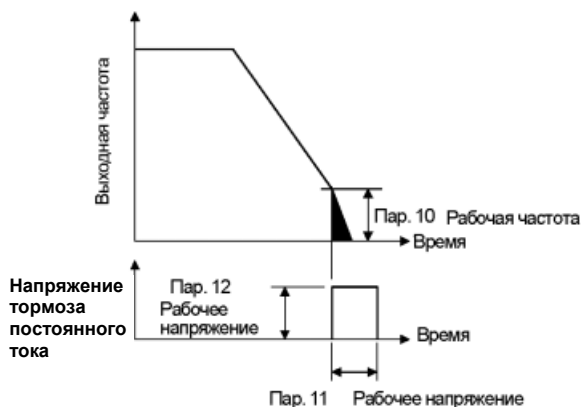 Выходная частота
Пар. 10 Рабочая частота
Время
Напряжение
тормоза
постоянного
тока
Пар. 12
Рабочее
напряжение
Время
Пар. 11 Рабочее напряжение